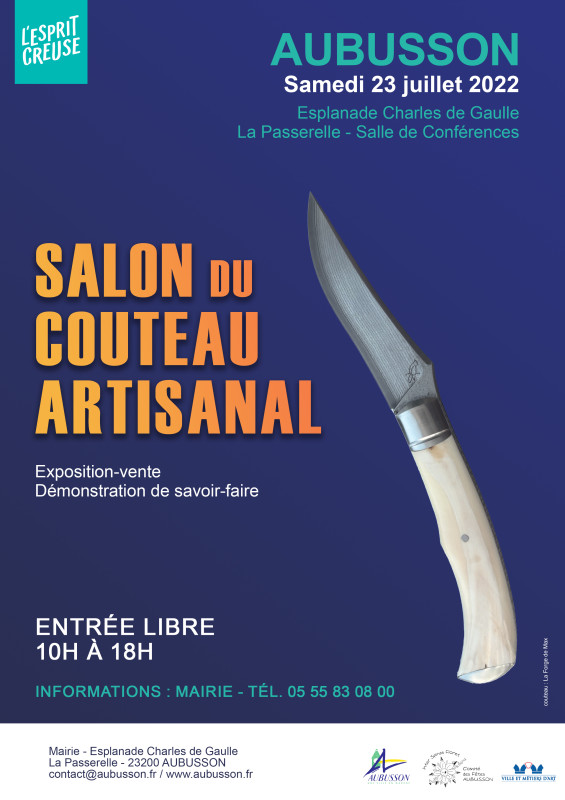 L'ESPRIT
CREUSE
AUBUSSON
Samedi 23 juillet 2022
Esplanade Charles de Gaulle
La Passerelle - Salle de Conférences
SALON DU
COUTEAU
ARTISANAL
Exposition-vente
Démonstration de savoir-faire
ENTRÉE LIBRE
10H À 18H
INFORMATIONS : MAIRIE - TÉL. 05 55 83 08 00
couteau : La Forge de Max
Mairie - Esplanade Charles de Gaulle
La Passerelle - 23200 AUBUSSON
contact@aubusson.fr / www.aubusson.fr
AUBUSSON
Comité
des Fêtes
AUBUSSON
VILLE ET MÉTIERS D'ART